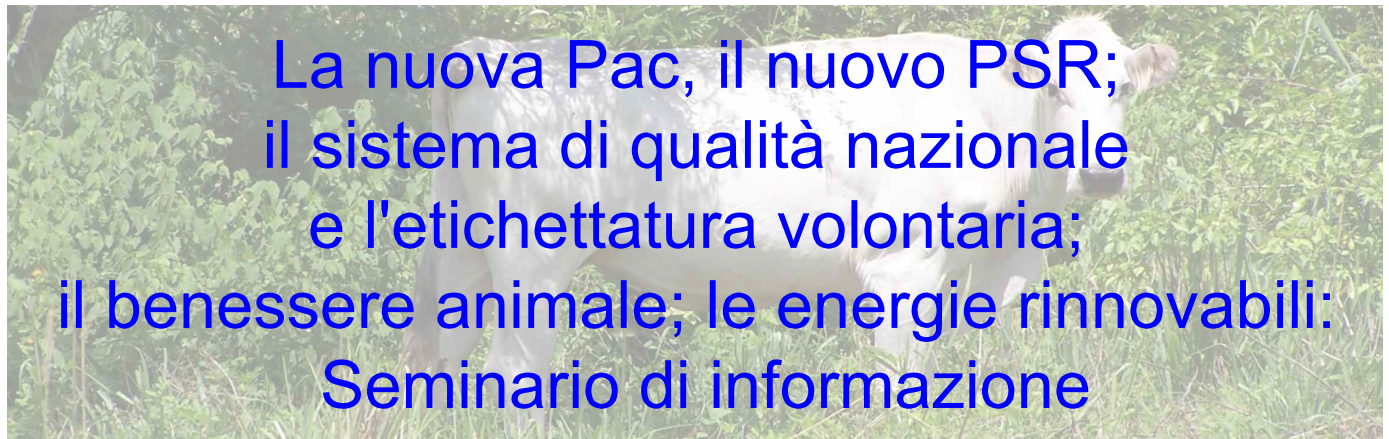 La nuova Pac, il nuovo PSR;
il sistema di qualità nazionale
e l'etichettatura volontaria;
il benessere animale; le energie rinnovabili:
Seminario di informazione